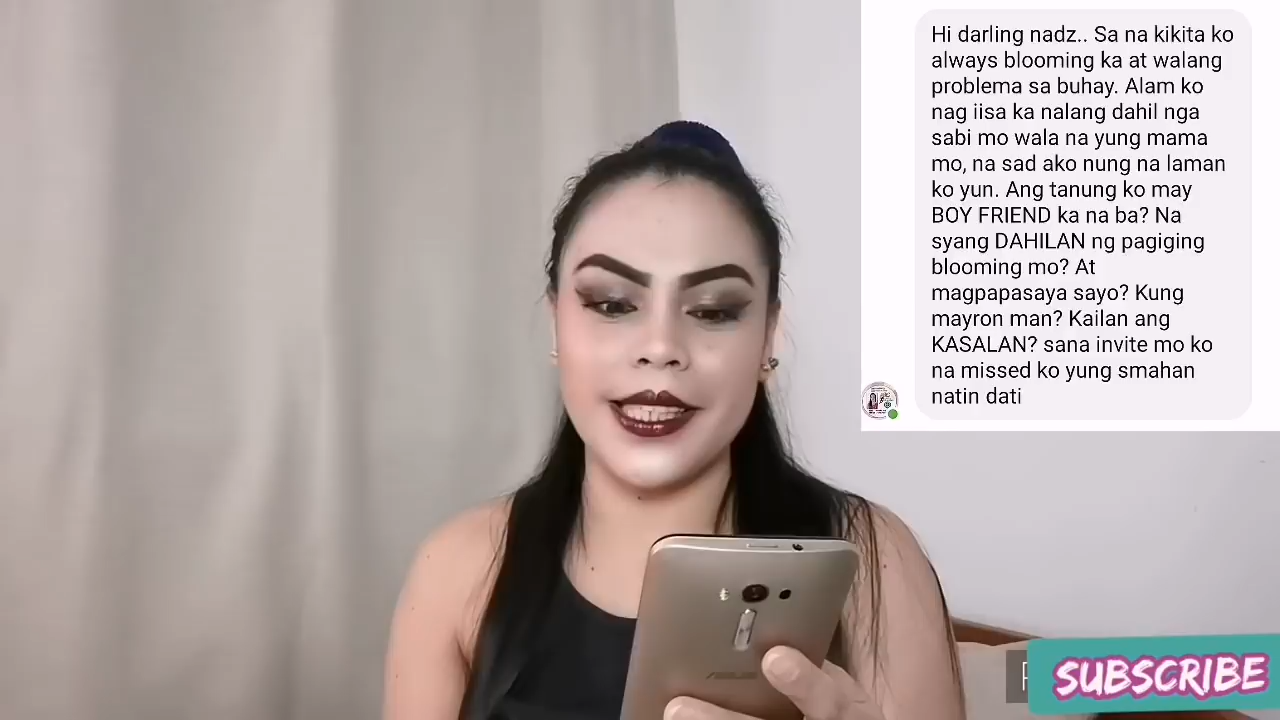 Hi darling nadz.. Sa na kikita ko
always blooming ka at walang
problema sa buhay. Alam ko
nag iisa ka nalang dahil nga
sabi mo wala na yung mama
mo, na sad ako nung na laman
ko yun. Ang tanung ko may
BOY FRIEND ka na ba? Na
syang DAHILAN ng pagiging
blooming mo? At
magpapasaya sayo? Kung
mayron man? Kailan ang
KASALAN? sana invite mo ko
na missed ko yung smahan
natin dati
ASUS
SUBSCRIBE